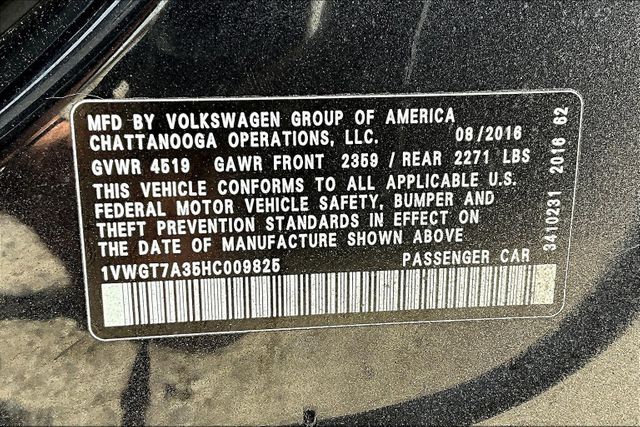 MFD BY VOLKSWAGEN GROUP OF AMERICA
CHATTANOOGA OPERATIONS, LLC. 08/2016
GVWR 4519 GAWR FRONT 2359 / REAR 2271 LBS
THIS VEHICLE CONFORMS TO ALL APPLICABLE U.S.
FEDERAL MOTOR VEHICLE SAFETY, BUMPER AND
THEFT PREVENTION STANDARDS IN EFFECT ON
THE DATE OF MANUFACTURE SHOWN ABOVE
1VWGT7A35HC009825 PASSENGER CAR
3410231 2016 62